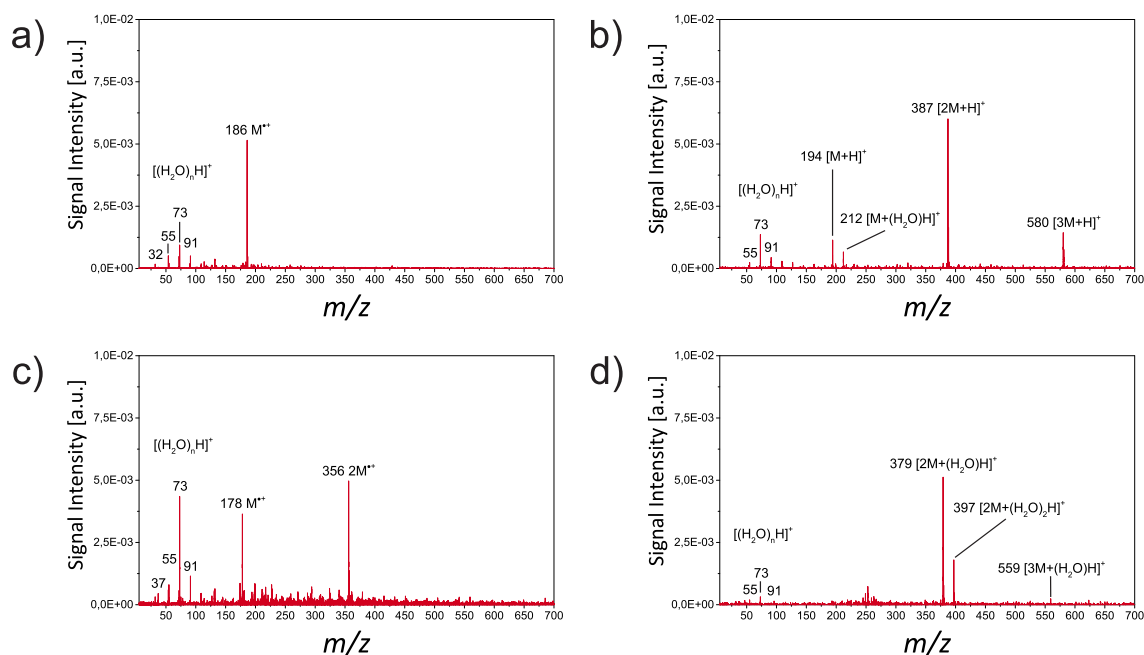 a)
Signal Intensity [a.u.]
1,0E-02
7,5E-03
5,0E-03
2,5E-03
0,0E+00
186 M•+
[(H₂O)ₙH]⁺
73
55
32
91
50 100 150 200 250 300 350 400 450 500 550 600 650 700
m/z
b)
Signal Intensity [a.u.]
1,0E-02
7,5E-03
5,0E-03
2,5E-03
0,0E+00
387 [2M+H]⁺
194 [M+H]⁺
[(H₂O)ₙH]⁺
212 [M+(H₂O)H]⁺
580 [3M+H]⁺
73
55
91
50 100 150 200 250 300 350 400 450 500 550 600 650 700
m/z
c)
Signal Intensity [a.u.]
1,0E-02
7,5E-03
5,0E-03
2,5E-03
0,0E+00
[(H₂O)ₙH]⁺
73
178 M•+
356 2M•+
55
37
91
50 100 150 200 250 300 350 400 450 500 550 600 650 700
m/z
d)
Signal Intensity [a.u.]
1,0E-02
7,5E-03
5,0E-03
2,5E-03
0,0E+00
379 [2M+(H₂O)H]⁺
397 [2M+(H₂O)₂H]⁺
[(H₂O)ₙH]⁺
559 [3M+(H₂O)H]⁺
73
55
91
50 100 150 200 250 300 350 400 450 500 550 600 650 700
m/z